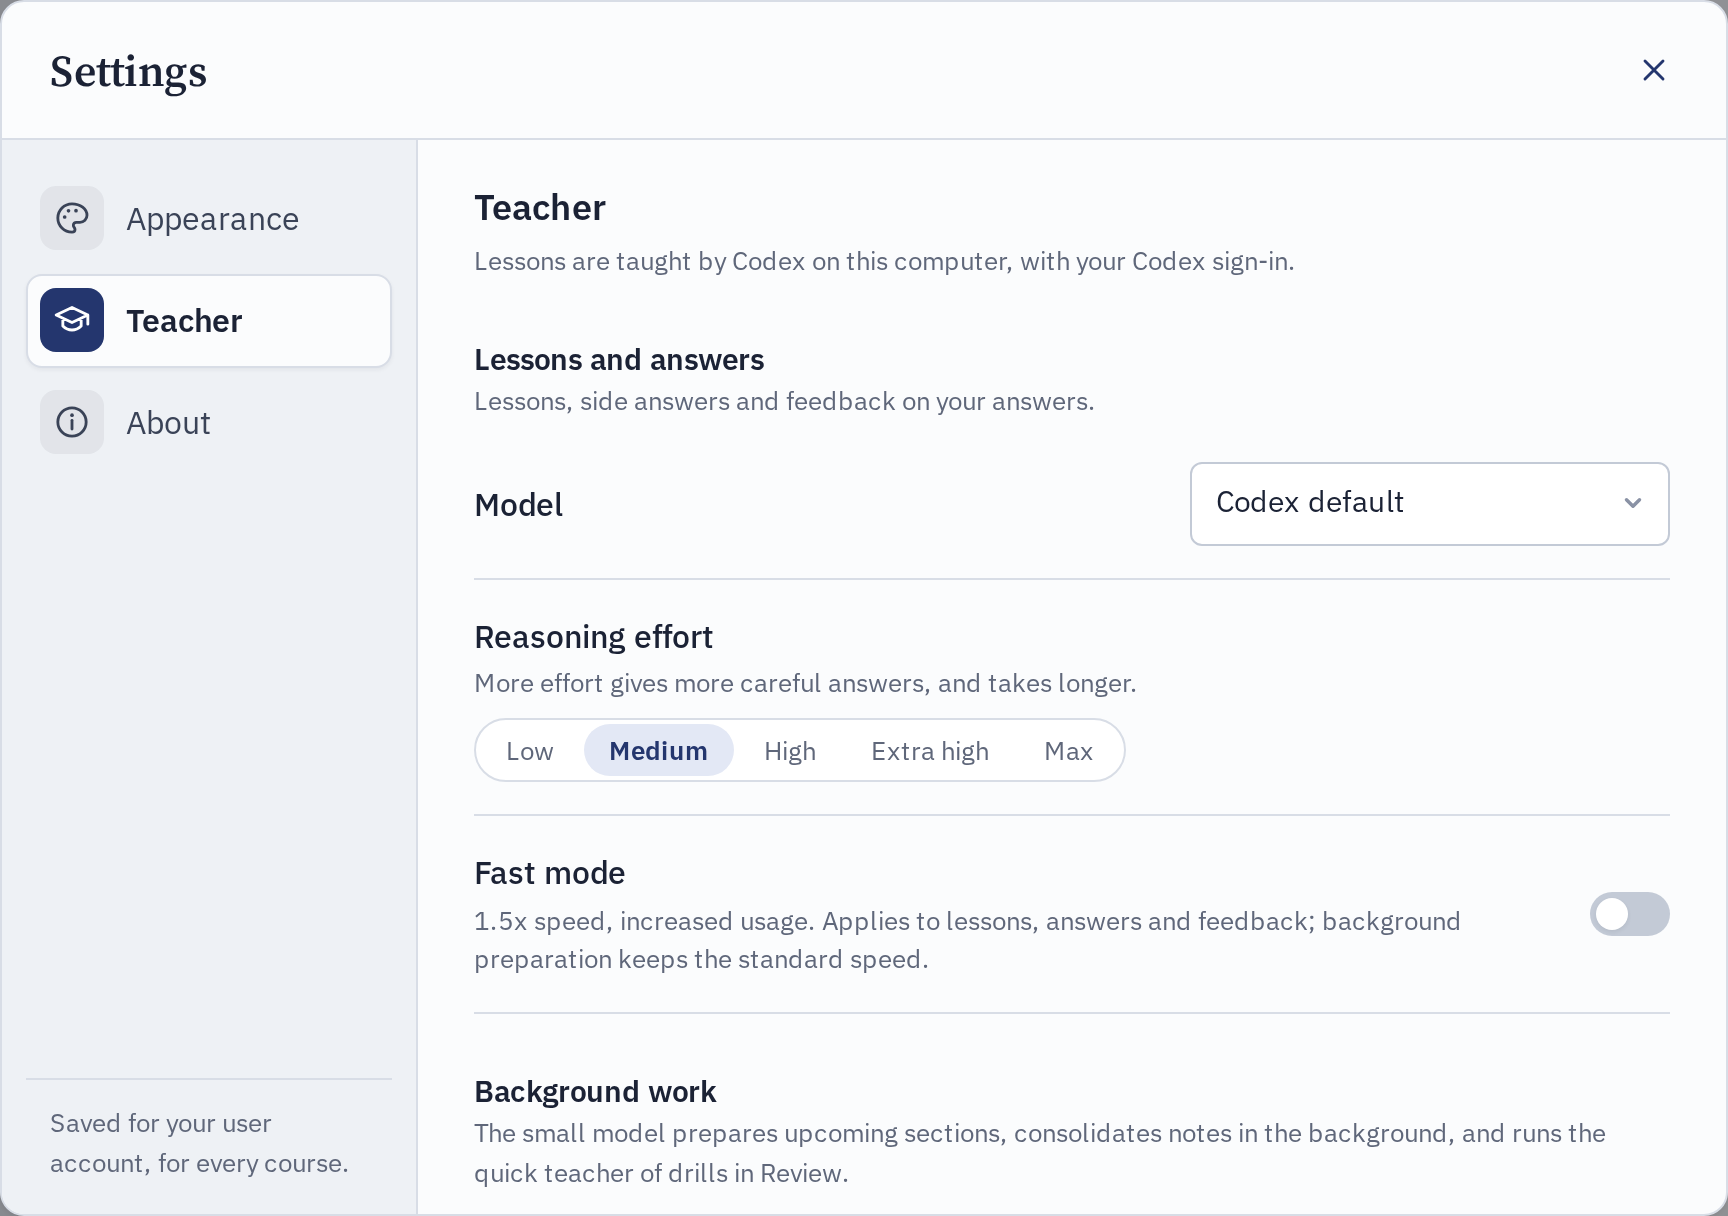 Settings
Appearance
Teacher
About
Saved for your user
account, for every course.
Teacher
Lessons are taught by Codex on this computer, with your Codex sign-in.
Lessons and answers
Lessons, side answers and feedback on your answers.
Model
Codex default
Reasoning effort
More effort gives more careful answers, and takes longer.
Low Medium High Extra high Max
Fast mode
1.5x speed, increased usage. Applies to lessons, answers and feedback; background
preparation keeps the standard speed.
Background work
The small model prepares upcoming sections, consolidates notes in the background, and runs the
quick teacher of drills in Review.